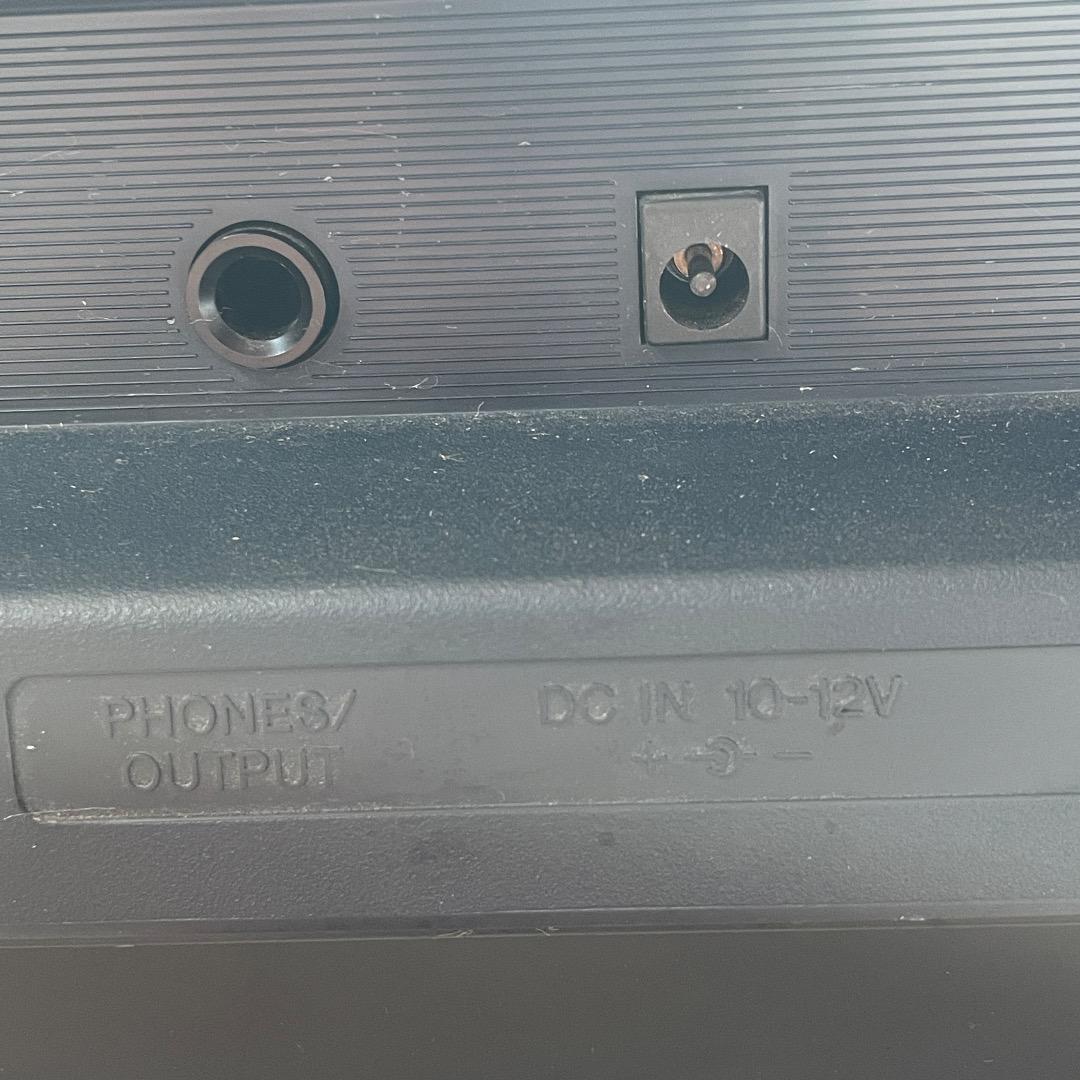 PHONES/
OUTPUT
DC IN 10-12V
+ -